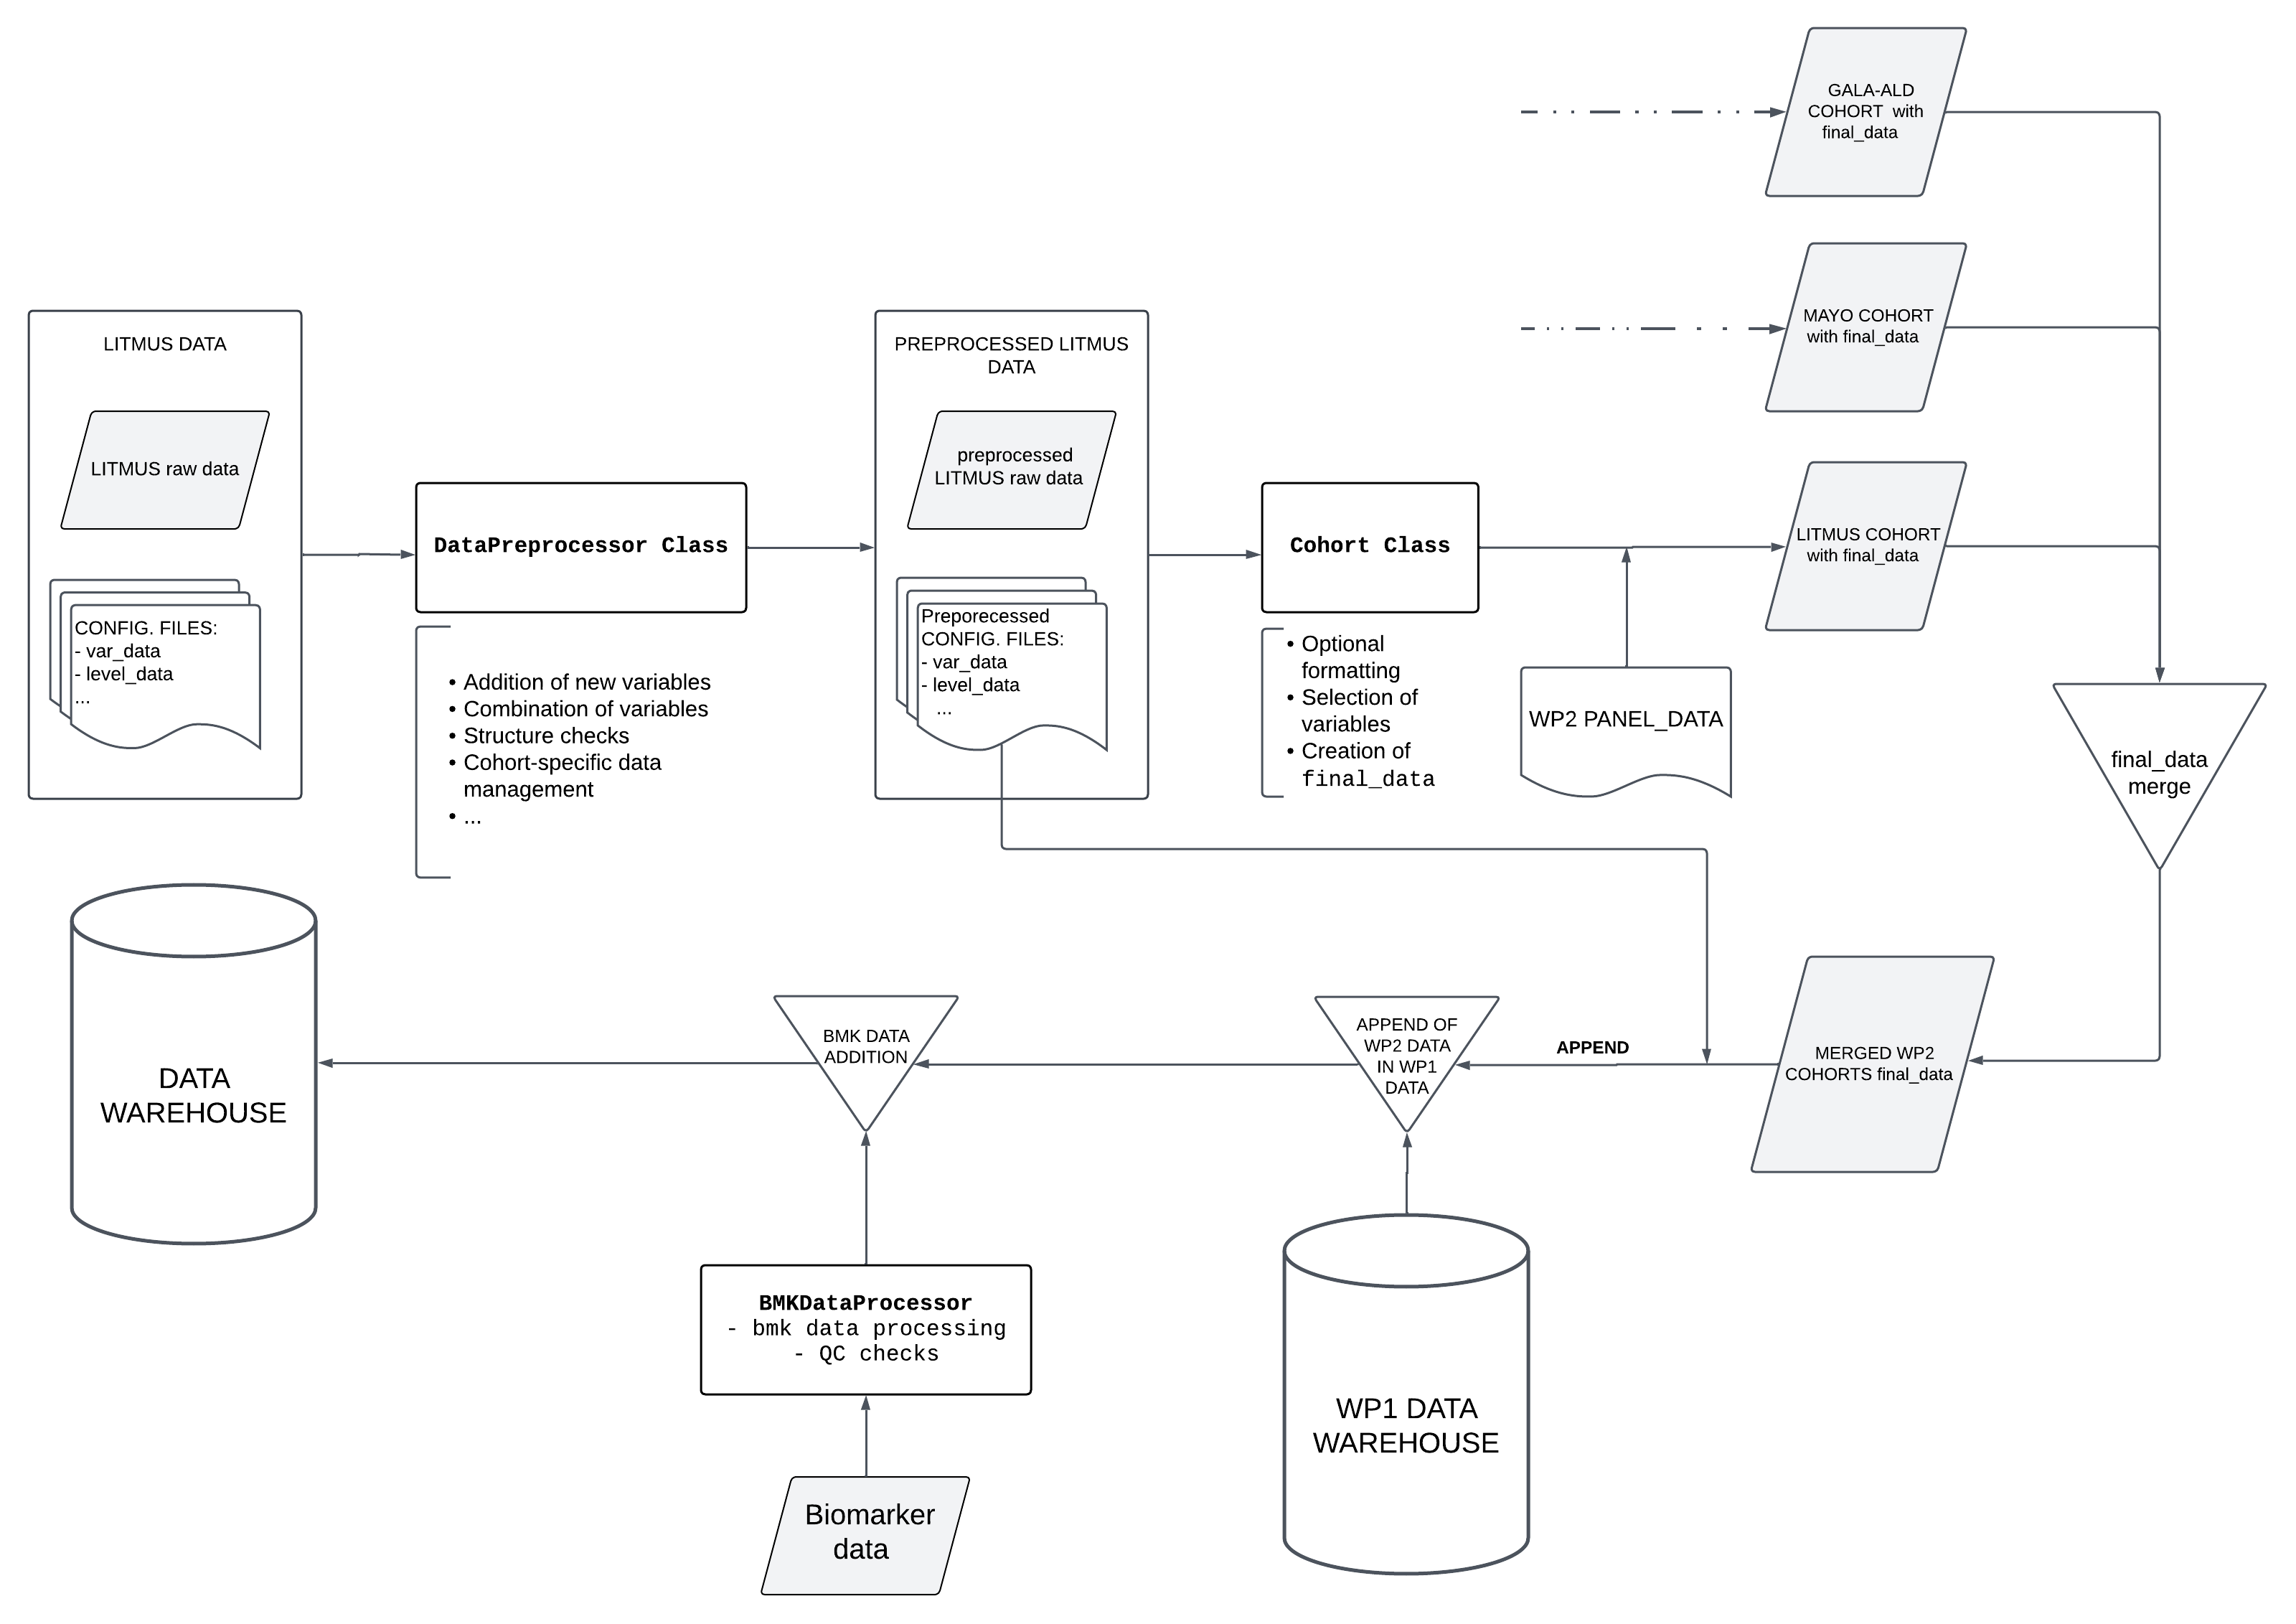 GALA-ALD
COHORT with
final_data
MAYO COHORT
with final_data
LITMUS DATA
LITMUS raw data
CONFIG. FILES:
- var_data
- level_data
...
DataPreprocessor Class
• Addition of new variables
• Combination of variables
• Structure checks
• Cohort-specific data
management
• ...
PREPROCESSED LITMUS
DATA
preprocessed
LITMUS raw data
Preporecessed
CONFIG. FILES:
- var_data
- level_data
...
Cohort Class
• Optional
formatting
• Selection of
variables
• Creation of
final_data
WP2 PANEL_DATA
LITMUS COHORT
with final_data
final_data
merge
MERGED WP2
COHORTS final_data
APPEND
APPEND OF
WP2 DATA
IN WP1
DATA
WP1 DATA
WAREHOUSE
BMK DATA
ADDITION
BMKDataProcessor
- bmk data processing
- QC checks
Biomarker
data
DATA
WAREHOUSE